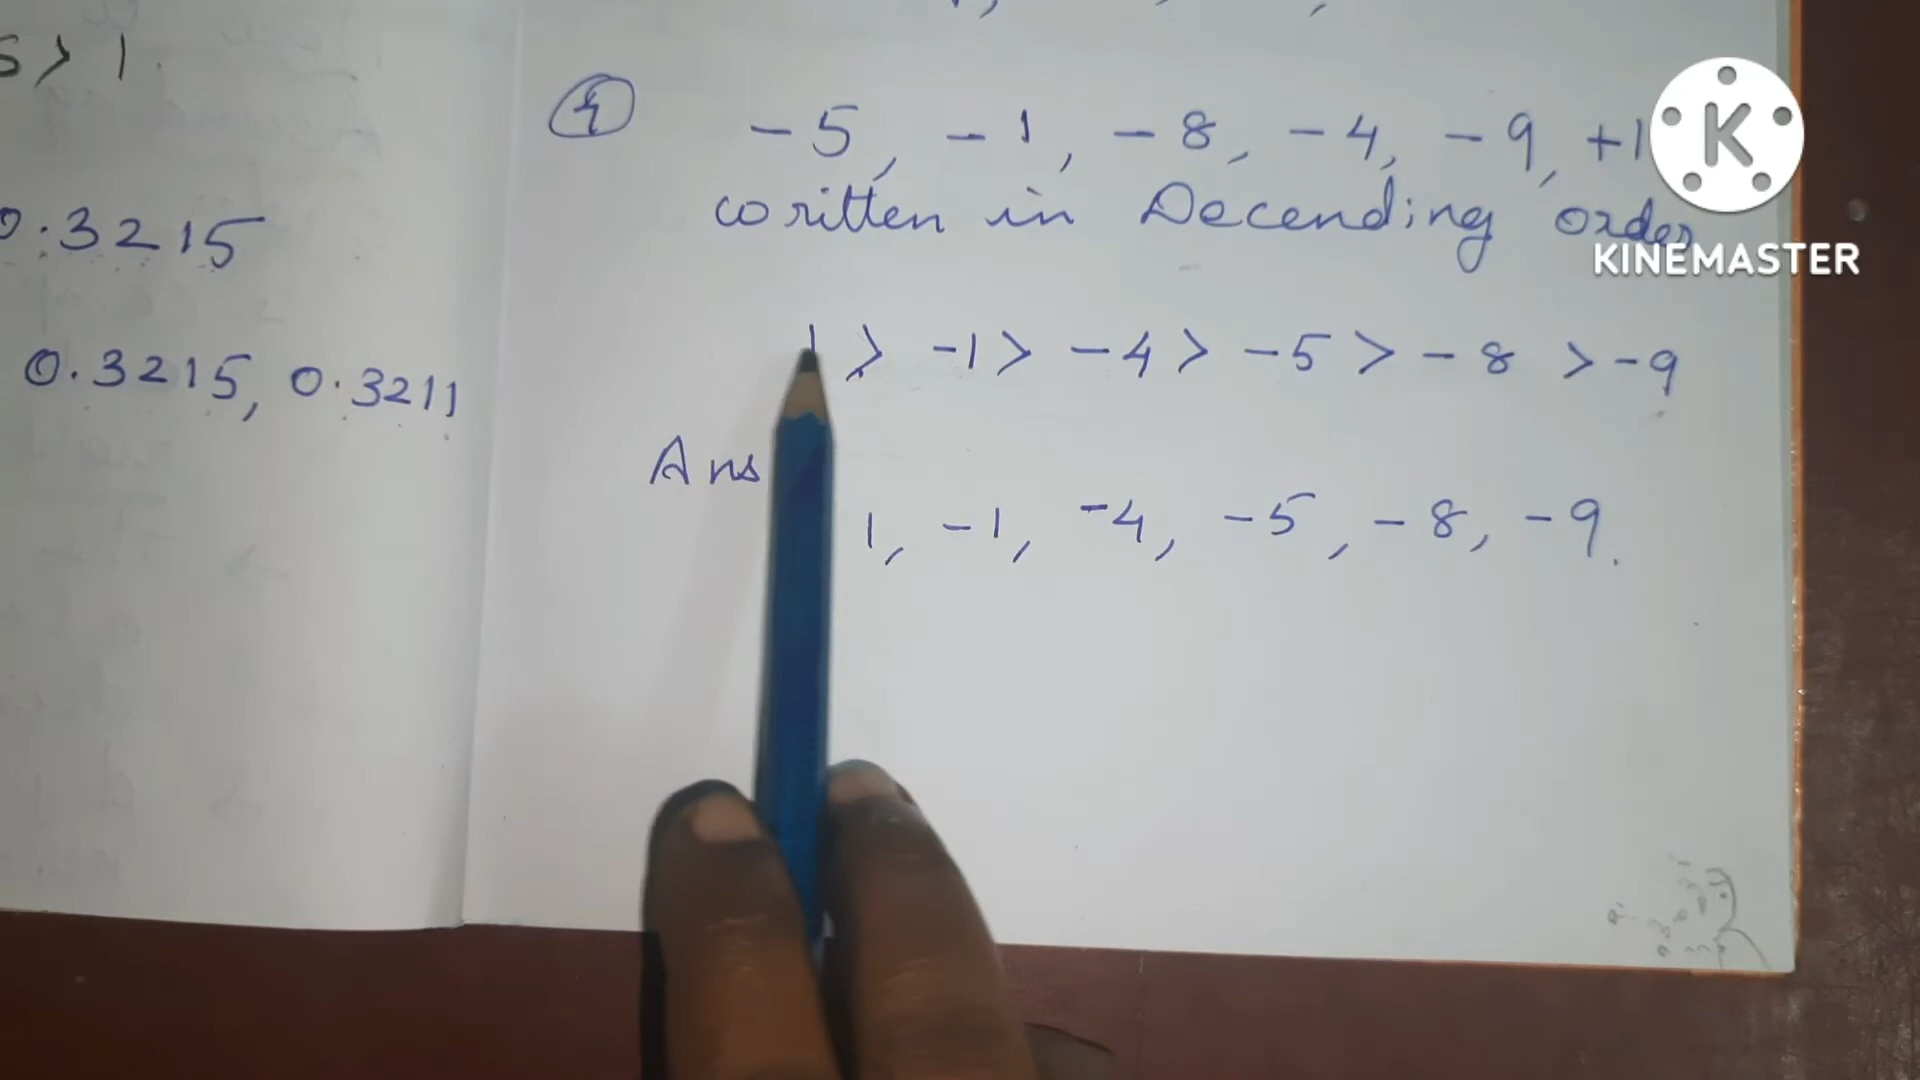 5 > 1.
0.3215
0.3215, 0.3211
4
-5, -1, -8, -4, -9, +1
written in Decending order
1 > -1 > -4 > -5 > -8 > -9
Ans
1, -1, -4, -5, -8, -9.
K
KINEMASTER